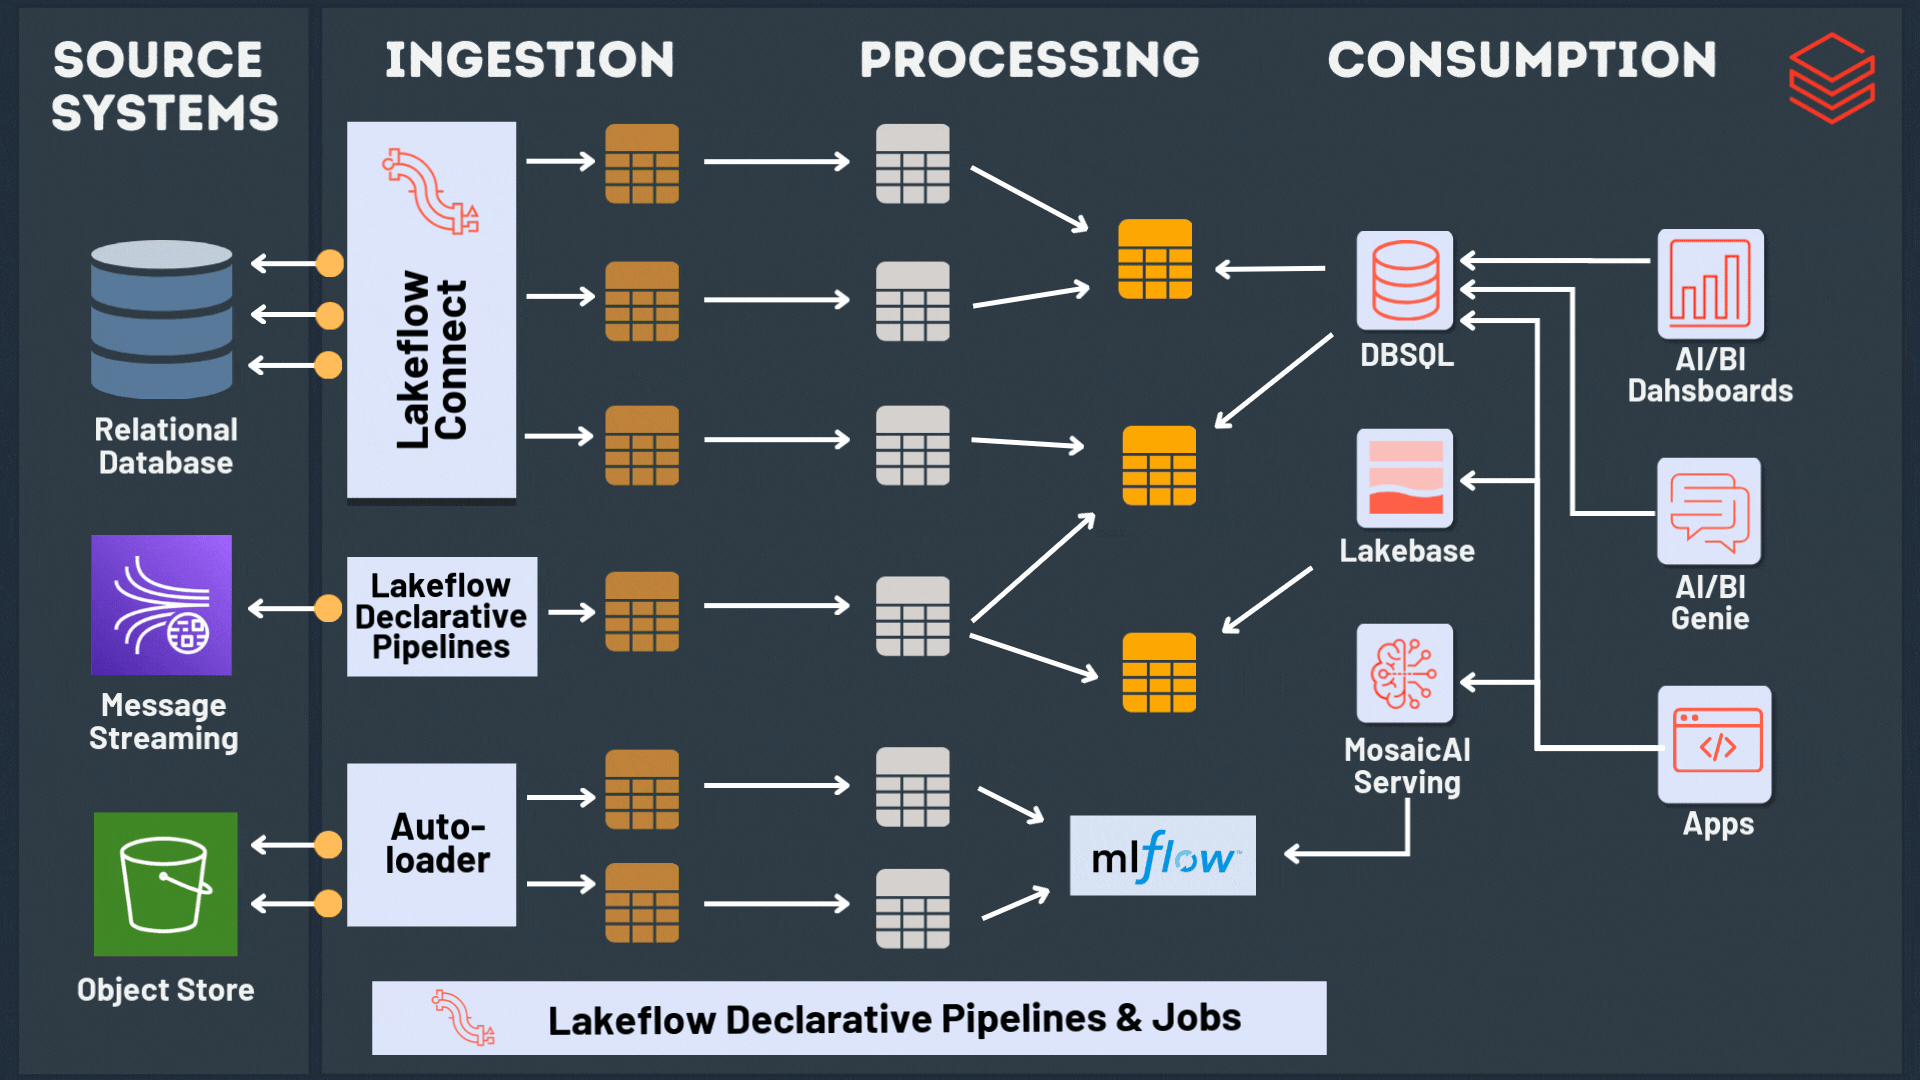 SOURCE
SYSTEMS
INGESTION
PROCESSING
CONSUMPTION
Relational
Database
Message
Streaming
Object Store
Lakeflow
Connect
Lakeflow
Declarative
Pipelines
Auto-
loader
mlflow™
DBSQL
Lakebase
MosaicAI
Serving
AI/BI
Dahsboards
AI/BI
Genie
Apps
Lakeflow Declarative Pipelines & Jobs